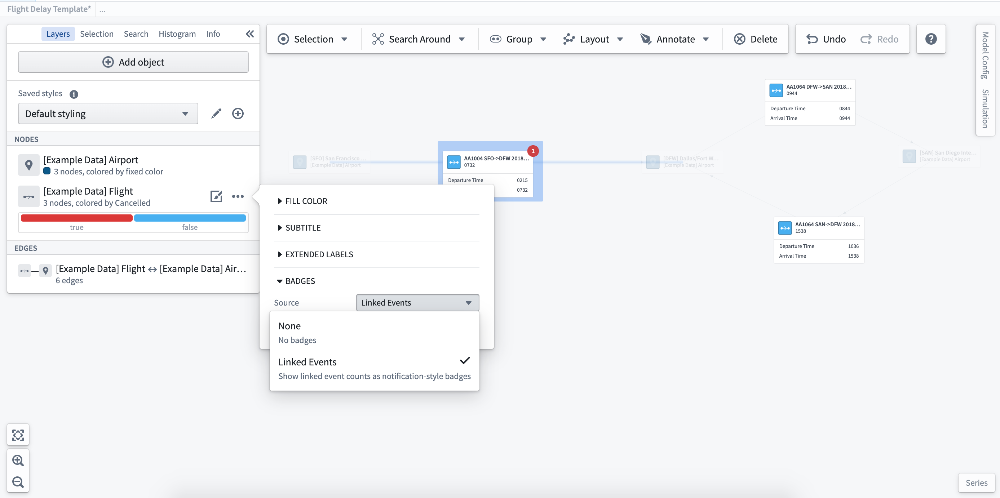 Flight Delay Template*
...
Layers
Selection
Search
Histogram
Info
Add object
Saved styles
Default styling
NODES
[Example Data] Airport
3 nodes, colored by fixed color
[Example Data] Flight
3 nodes, colored by Cancelled
true
false
EDGES
[Example Data] Flight ↔ [Example Data] Air...
6 edges
Selection
Search Around
Group
Layout
Annotate
Delete
Undo
Redo
?
Model Config
Simulation
AA1064 DFW->SAN 2018...
0944
Departure Time 0844
Arrival Time 0944
[SFO] San Francisco ...
[Example Data] Airport
1
AA1004 SFO->DFW 2018...
0732
Departure Time 0215
0732
[DFW] Dallas/Fort W...
[Example Data] Airport
[SAN] San Diego Inte...
[Example Data] Airport
AA1064 SAN->DFW 2018...
1538
Departure Time 1036
Arrival Time 1538
FILL COLOR
SUBTITLE
EXTENDED LABELS
BADGES
Source
Linked Events
None
No badges
Linked Events
Show linked event counts as notification-style badges
Series